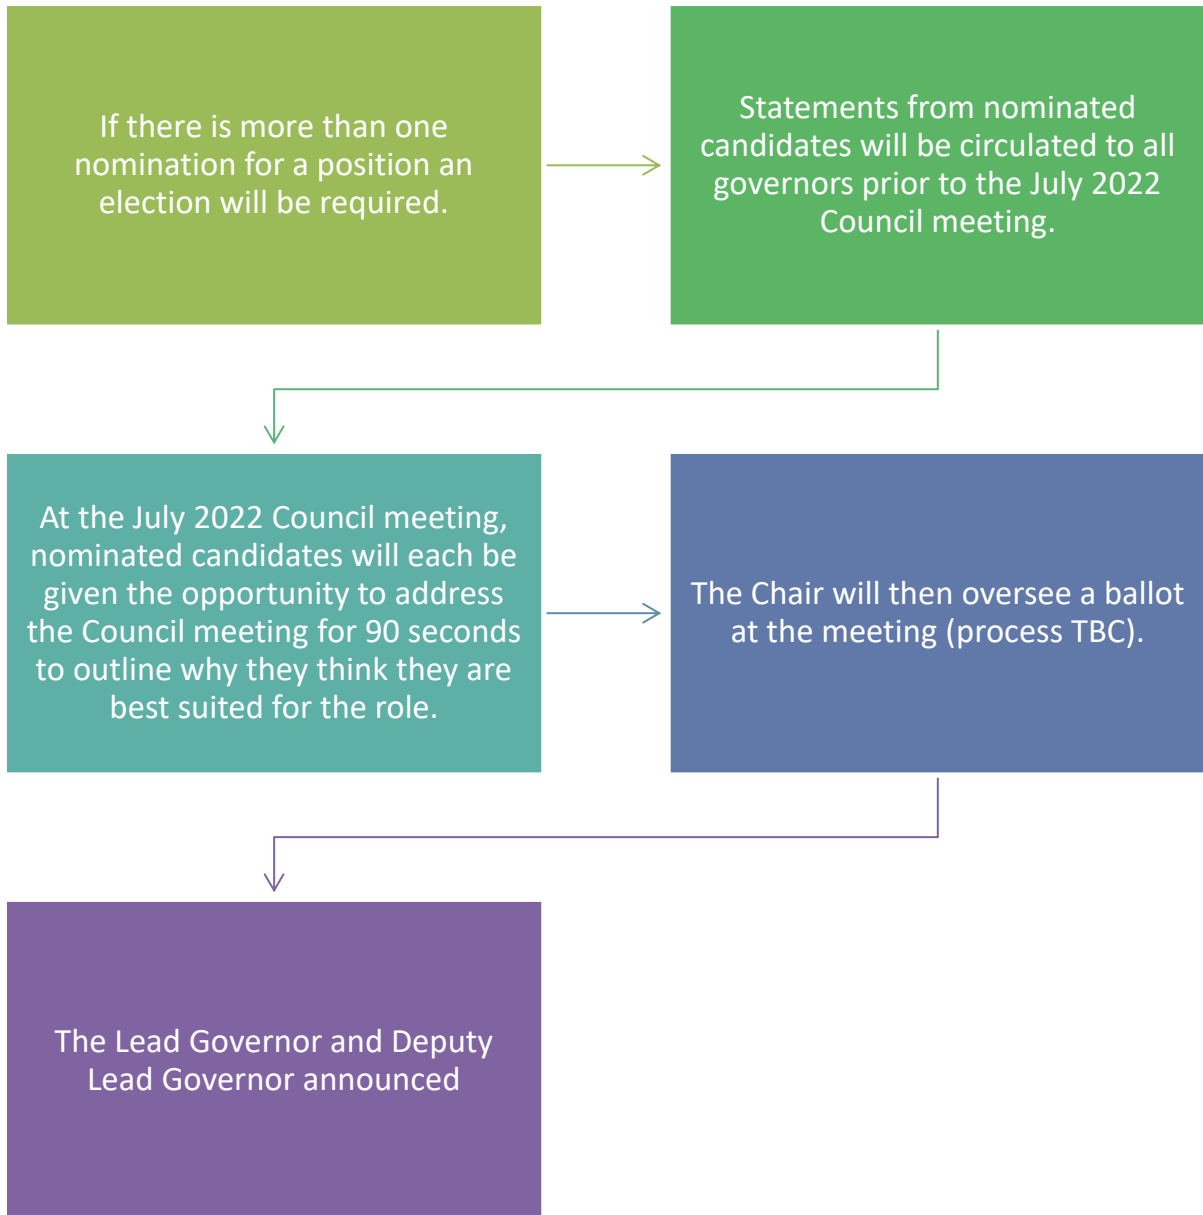 If there is more than one
nomination for a position an
election will be required.
Statements from nominated
candidates will be circulated to all
governors prior to the July 2022
Council meeting.
At the July 2022 Council meeting,
nominated candidates will each be
given the opportunity to address
the Council meeting for 90 seconds
to outline why they think they are
best suited for the role.
The Chair will then oversee a ballot
at the meeting (process TBC).
The Lead Governor and Deputy
Lead Governor announced